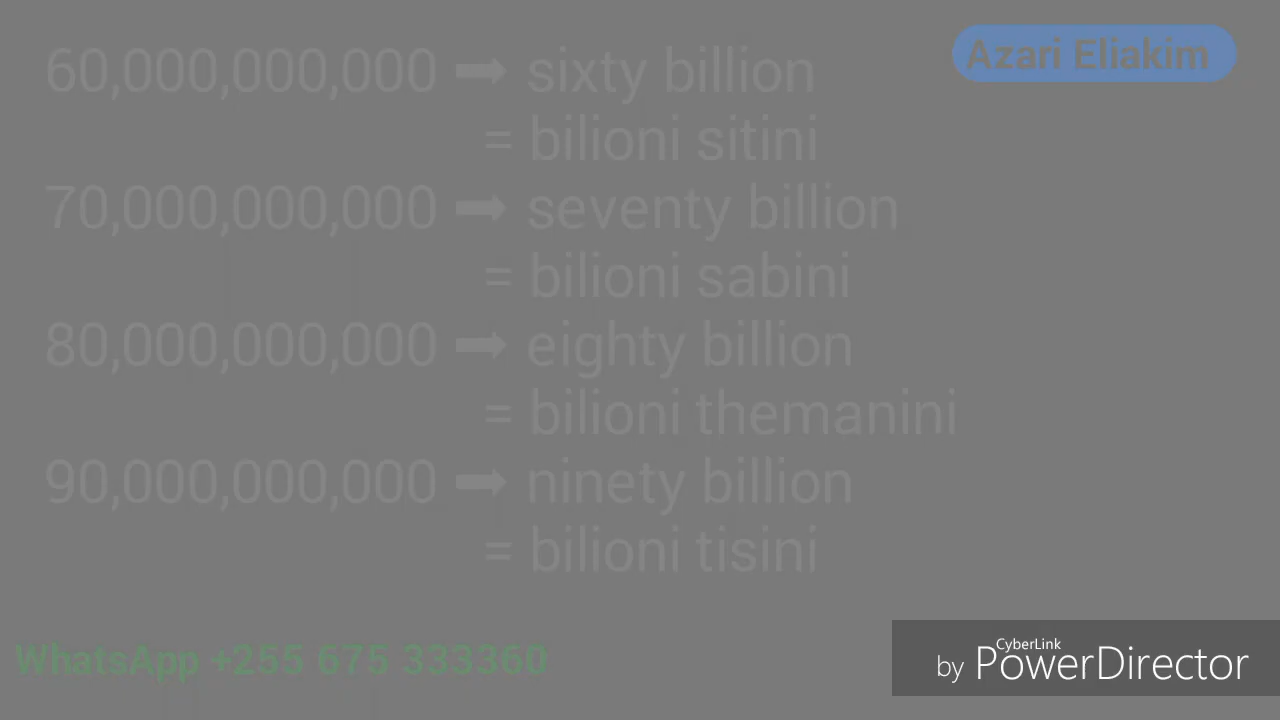 Azari Eliakim
60,000,000,000 ➡ sixty billion
= bilioni sitini
70,000,000,000 ➡ seventy billion
= bilioni sabini
80,000,000,000 ➡ eighty billion
= bilioni themanini
90,000,000,000 ➡ ninety billion
= bilioni tisini
WhatsApp +255 675 333360
CyberLink
by PowerDirector